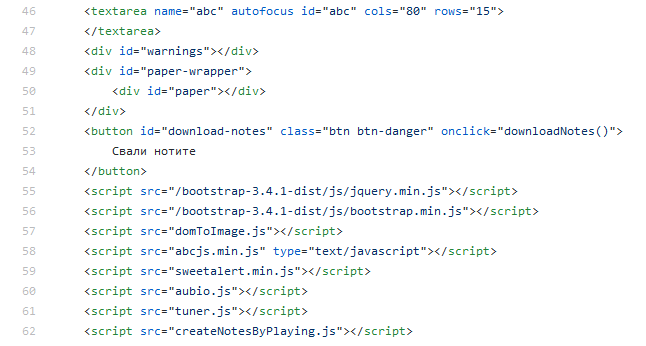 46 <textarea name="abc" autofocus id="abc" cols="80" rows="15">
47 </textarea>
48 <div id="warnings"></div>
49 <div id="paper-wrapper">
50 <div id="paper"></div>
51 </div>
52 <button id="download-notes" class="btn btn-danger" onclick="downloadNotes()">
53 Свали нотите
54 </button>
55 <script src="/bootstrap-3.4.1-dist/js/jquery.min.js"></script>
56 <script src="/bootstrap-3.4.1-dist/js/bootstrap.min.js"></script>
57 <script src="domToImage.js"></script>
58 <script src="abcjs.min.js" type="text/javascript"></script>
59 <script src="sweetalert.min.js"></script>
60 <script src="aubio.js"></script>
61 <script src="tuner.js"></script>
62 <script src="createNotesByPlaying.js"></script>